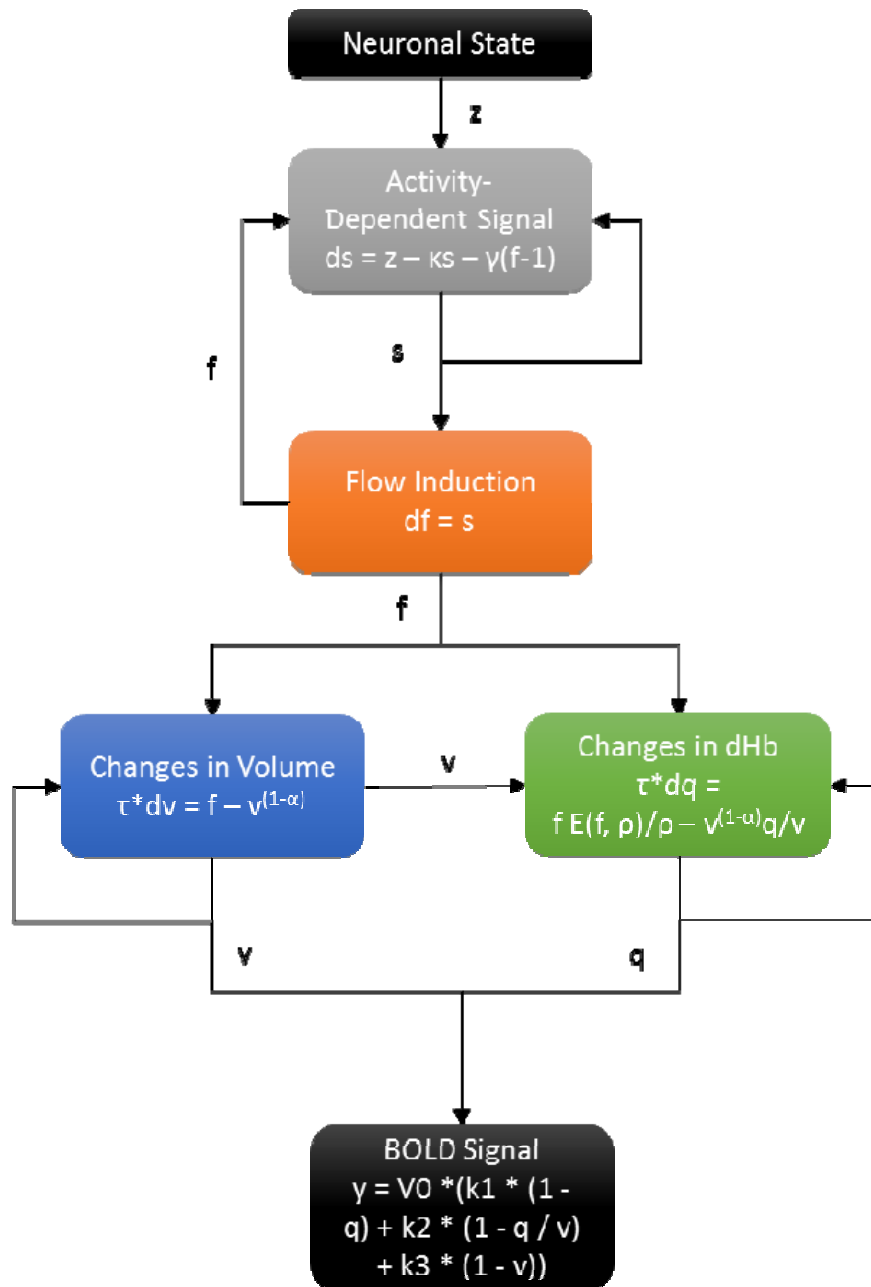 Neuronal State
z
Activity-
Dependent Signal
ds = z – κs – γ(f-1)
s
f
Flow Induction
df = s
f
Changes in Volume
τ*dv = f – v^(1-α)
v
Changes in dHb
τ*dq =
f E(f, ρ)/ρ – v^(1-α)q/v
v
q
BOLD Signal
y = V0 *(k1 * (1 -
q) + k2 * (1 - q / v)
+ k3 * (1 - v))